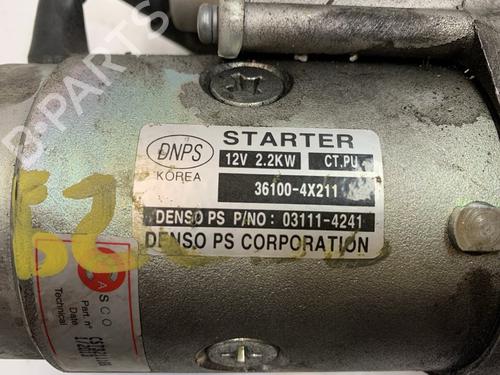 B-PARTS
STARTER
DNPS
12V 2.2KW CT.PU
KOREA
36100-4X211
DENSO PS P/NO : 03111-4241
DENSO PS CORPORATION
ASCO
Part. nº
Date
Technical